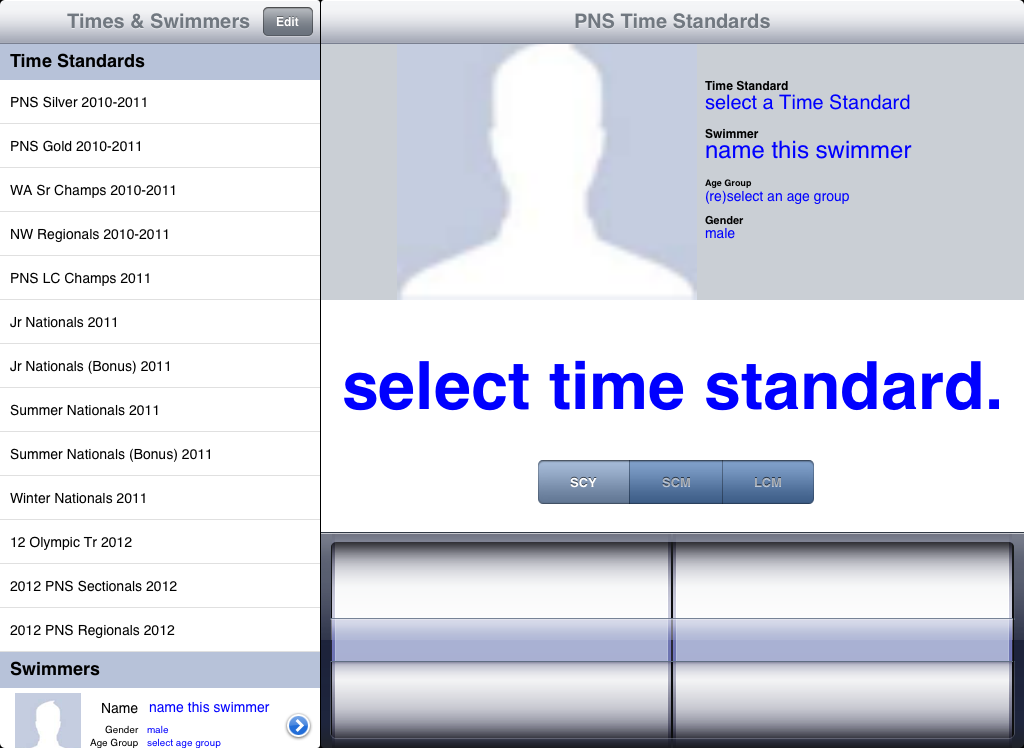 Times & Swimmers
Edit
Time Standards
PNS Silver 2010-2011
PNS Gold 2010-2011
WA Sr Champs 2010-2011
NW Regionals 2010-2011
PNS LC Champs 2011
Jr Nationals 2011
Jr Nationals (Bonus) 2011
Summer Nationals 2011
Summer Nationals (Bonus) 2011
Winter Nationals 2011
12 Olympic Tr 2012
2012 PNS Sectionals 2012
2012 PNS Regionals 2012
Swimmers
Name name this swimmer
Gender male
Age Group select age group
PNS Time Standards
Time Standard
select a Time Standard
Swimmer
name this swimmer
Age Group
(re)select an age group
Gender
male
select time standard.
SCY SCM LCM